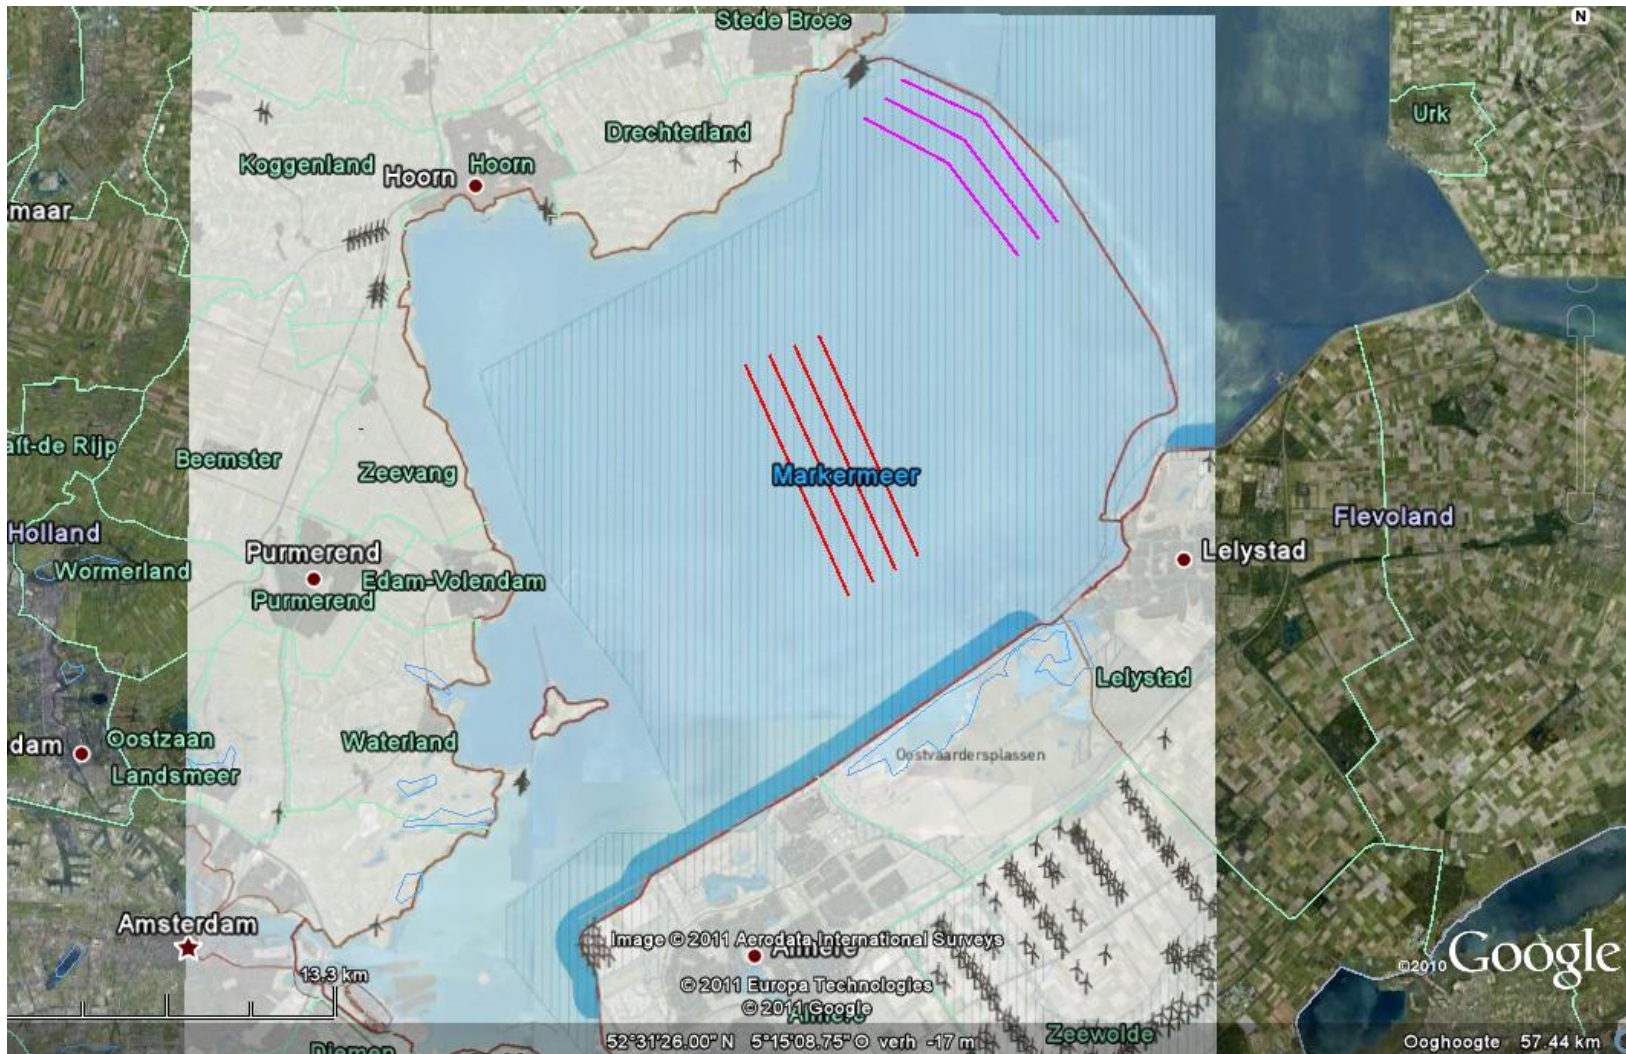 Stede Broec
N
Urk
Drechterland
Koggenland
Hoorn
Hoorn
maar
aft-de Rijp
Beemster
Zeevang
Markermeer
Holland
Flevoland
Purmerend
Lelystad
Wormerland
Edam-Volendam
Purmerend
Lelystad
dam
Oostzaan
Waterland
Oostvaardersplassen
Landsmeer
Amsterdam
Image © 2011 Aerodata International Surveys
Almere
13.3 km
©2010 Google
© 2011 Europa Technologies
© 2011 Google
Almere
Zeewolde
52°31'26.00" N 5°15'08.75" O verh -17 m
Ooghoogte 57.44 km
Diemen